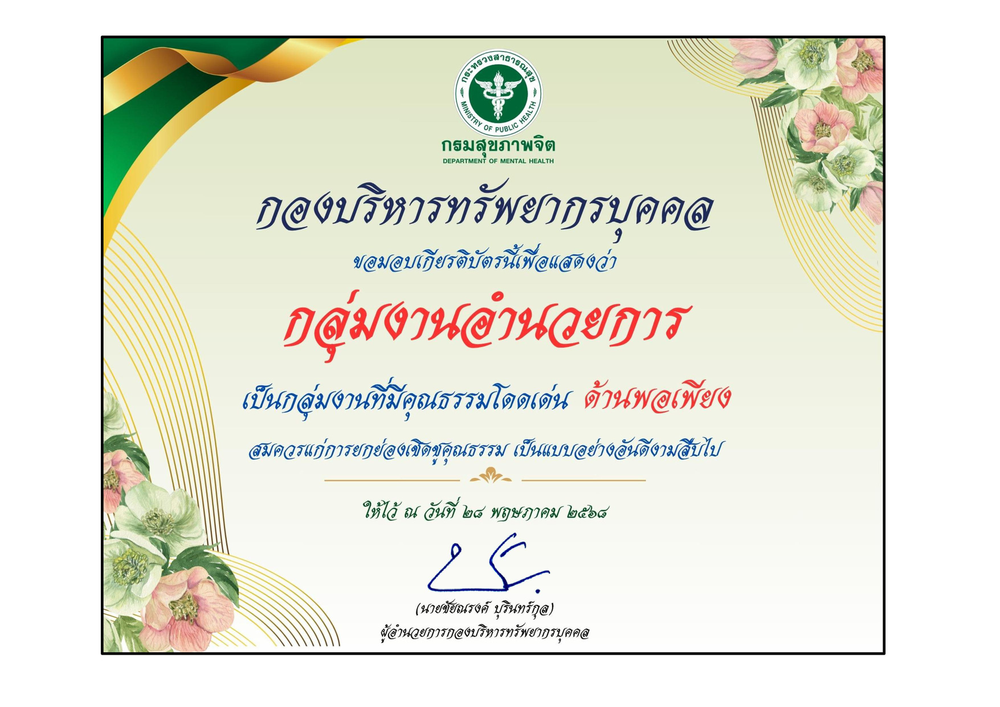 กระทรวงสาธารณสุข
MINISTRY OF PUBLIC HEALTH
กรมสุขภาพจิต
DEPARTMENT OF MENTAL HEALTH
กองบริหารทรัพยากรบุคคล
ขอมอบเกียรติบัตรนี้เพื่อแสดงว่า
กลุ่มงานอำนวยการ
เป็นกลุ่มงานที่มีคุณธรรมโดดเด่น ด้านพอเพียง
สมควรแก่การยกย่องเชิดชูคุณธรรม เป็นแบบอย่างอันดีงามสืบไป
ให้ไว้ ณ วันที่ ๒๘ พฤษภาคม ๒๕๖๘
(นายชัยณรงค์ บุรินทร์กุล)
ผู้อำนวยการกองบริหารทรัพยากรบุคคล